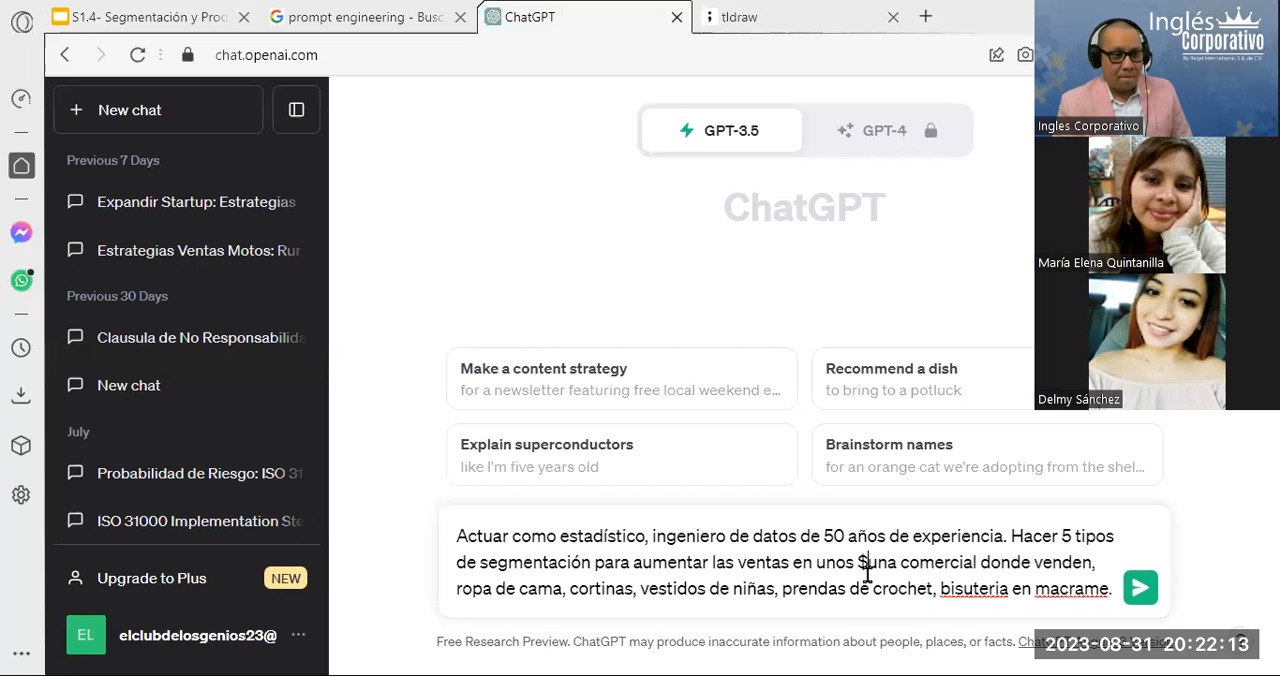 S1.4- Segmentación y Proc
prompt engineering - Busc
ChatGPT
tldraw
chat.openai.com
New chat
Previous 7 Days
Expandir Startup: Estrategias
Estrategias Ventas Motos: Rur
Previous 30 Days
Clausula de No Responsabilida
New chat
July
Probabilidad de Riesgo: ISO 31
ISO 31000 Implementation Ste
Upgrade to Plus
NEW
EL
elclubdelosgenios23@
GPT-3.5
GPT-4
ChatGPT
Make a content strategy
for a newsletter featuring free local weekend e...
Recommend a dish
to bring to a potluck
Explain superconductors
like I'm five years old
Brainstorm names
for an orange cat we're adopting from the shel...
Actuar como estadístico, ingeniero de datos de 50 años de experiencia. Hacer 5 tipos
de segmentación para aumentar las ventas en unos $una comercial donde venden,
ropa de cama, cortinas, vestidos de niñas, prendas de crochet, bisuteria en macrame.
Free Research Preview. ChatGPT may produce inaccurate information about people, places, or facts.
2023-08-31 20:22:13
Inglés
Corporativo
By Regal International, S.A. de C.V.
Ingles Corporativo
María Elena Quintanilla
Delmy Sánchez